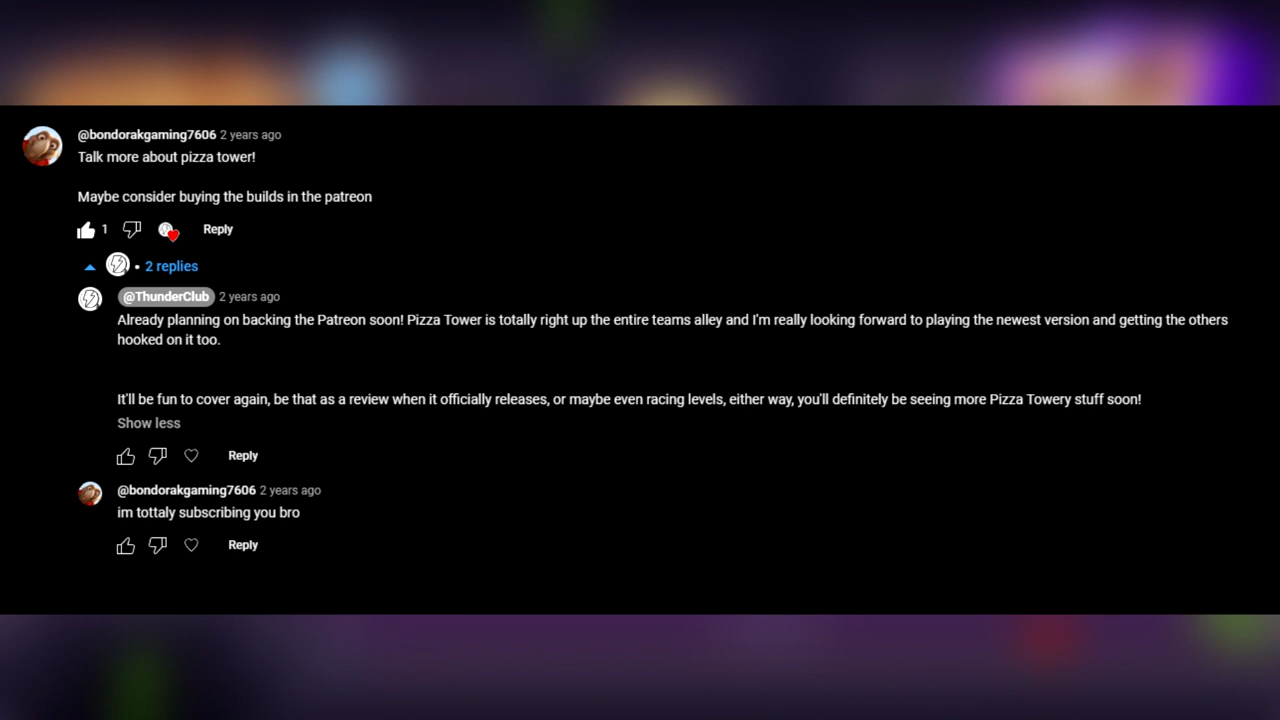 @bondorakgaming7606 2 years ago
Talk more about pizza tower!
Maybe consider buying the builds in the patreon
1 Reply
• 2 replies
@ThunderClub 2 years ago
Already planning on backing the Patreon soon! Pizza Tower is totally right up the entire teams alley and I'm really looking forward to playing the newest version and getting the others
hooked on it too.
It'll be fun to cover again, be that as a review when it officially releases, or maybe even racing levels, either way, you'll definitely be seeing more Pizza Towery stuff soon!
Show less
Reply
@bondorakgaming7606 2 years ago
im tottaly subscribing you bro
Reply